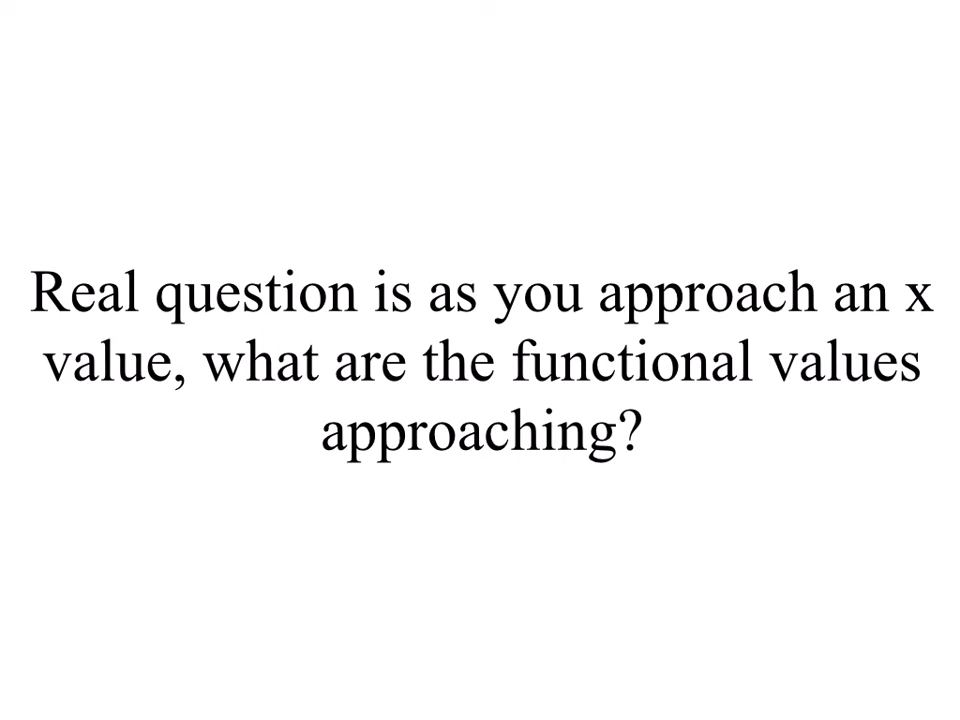 Real question is as you approach an x
value, what are the functional values
approaching?